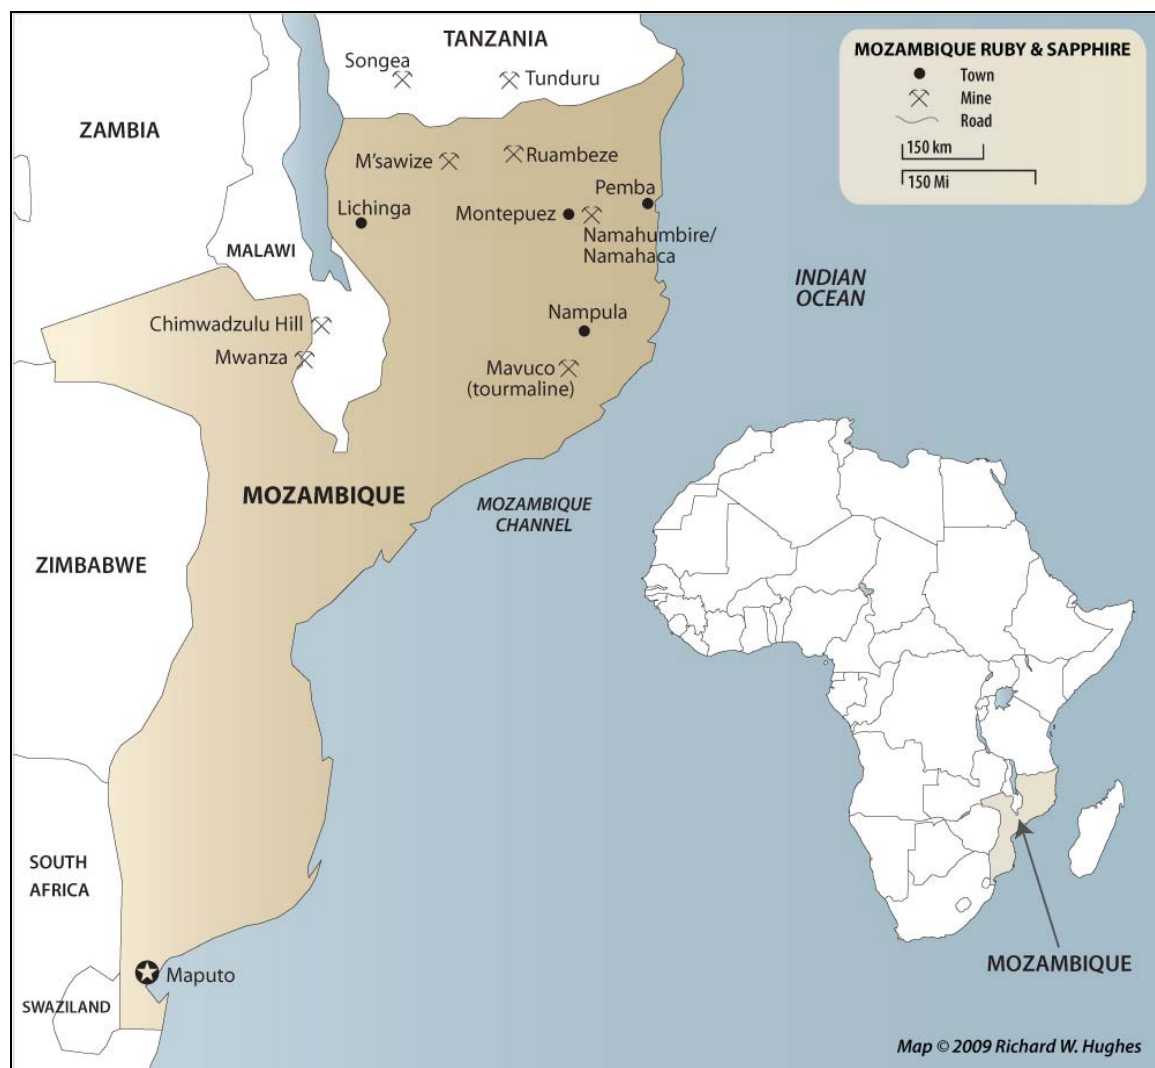 TANZANIA
Songea
Tunduru
ZAMBIA
M'sawize
Ruambeze
Pemba
Lichinga
Montepuez
Namahumbire/
Namahaca
MALAWI
Chimwadzulu Hill
Nampula
Mwanza
Mavuco
(tourmaline)
MOZAMBIQUE
MOZAMBIQUE
CHANNEL
INDIAN
OCEAN
ZIMBABWE
SOUTH
AFRICA
Maputo
SWAZILAND
MOZAMBIQUE RUBY & SAPPHIRE
Town
Mine
Road
150 km
150 Mi
MOZAMBIQUE
Map © 2009 Richard W. Hughes